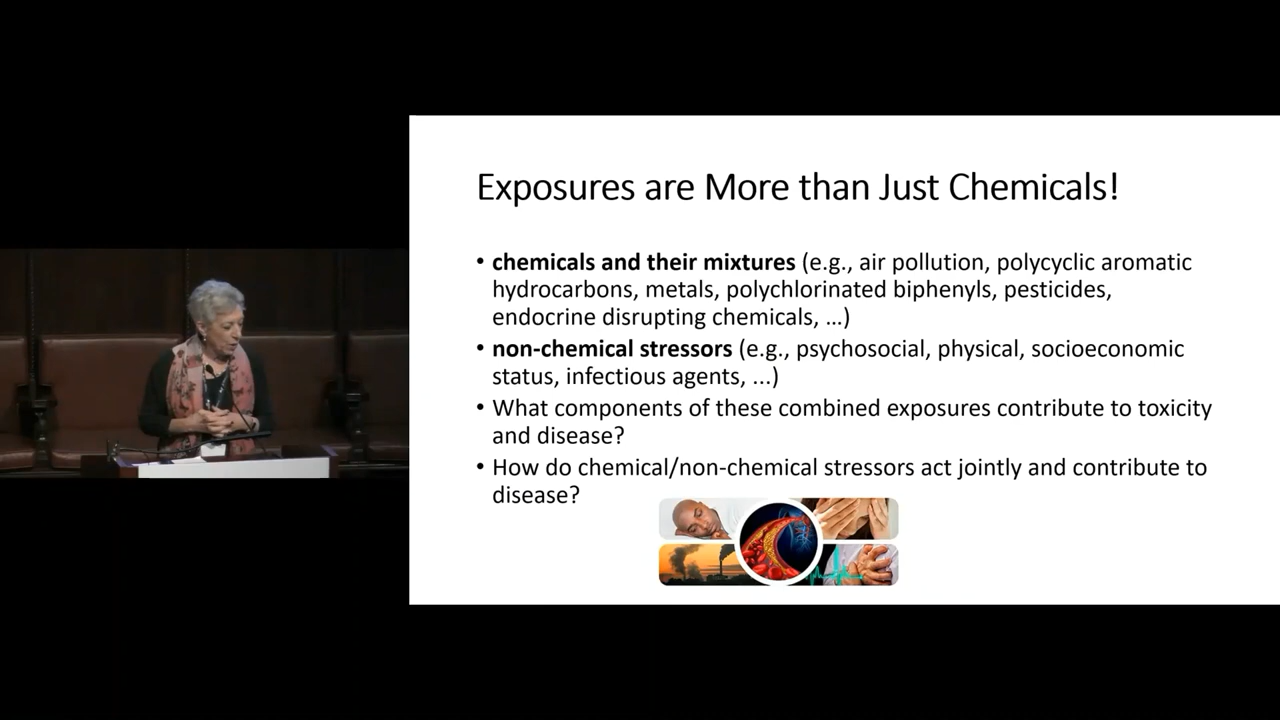 Exposures are More than Just Chemicals!
• chemicals and their mixtures (e.g., air pollution, polycyclic aromatic
hydrocarbons, metals, polychlorinated biphenyls, pesticides,
endocrine disrupting chemicals, ...)
• non-chemical stressors (e.g., psychosocial, physical, socioeconomic
status, infectious agents, ...)
• What components of these combined exposures contribute to toxicity
and disease?
• How do chemical/non-chemical stressors act jointly and contribute to
disease?